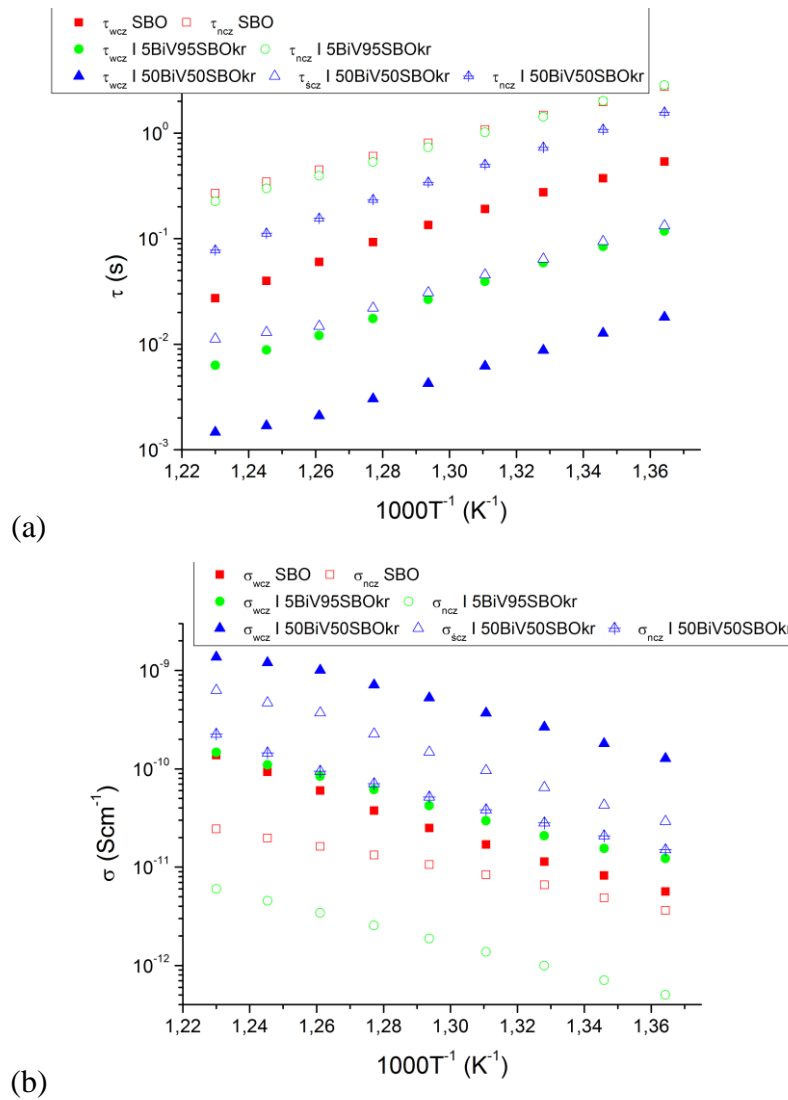 τwcz SBO τncz SBO
τwcz I 5BiV95SBOkr τncz I 5BiV95SBOkr
τwcz I 50BiV50SBOkr τścz I 50BiV50SBOkr τncz I 50BiV50SBOkr
10⁰
10⁻¹
10⁻²
10⁻³
τ (s)
1,22 1,24 1,26 1,28 1,30 1,32 1,34 1,36
1000T⁻¹ (K⁻¹)
(a)
σwcz SBO σncz SBO
σwcz I 5BiV95SBOkr σncz I 5BiV95SBOkr
σwcz I 50BiV50SBOkr σścz I 50BiV50SBOkr σncz I 50BiV50SBOkr
10⁻⁹
10⁻¹⁰
10⁻¹¹
10⁻¹²
σ (Scm⁻¹)
1,22 1,24 1,26 1,28 1,30 1,32 1,34 1,36
1000T⁻¹ (K⁻¹)
(b)